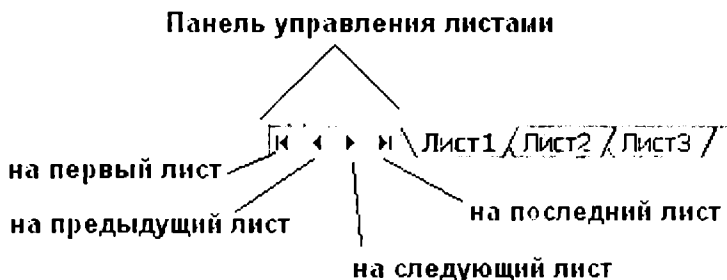 Панель управления листами
Лист1 Лист2 Лист3
на первый лист
на предыдущий лист
на последний лист
на следующий лист